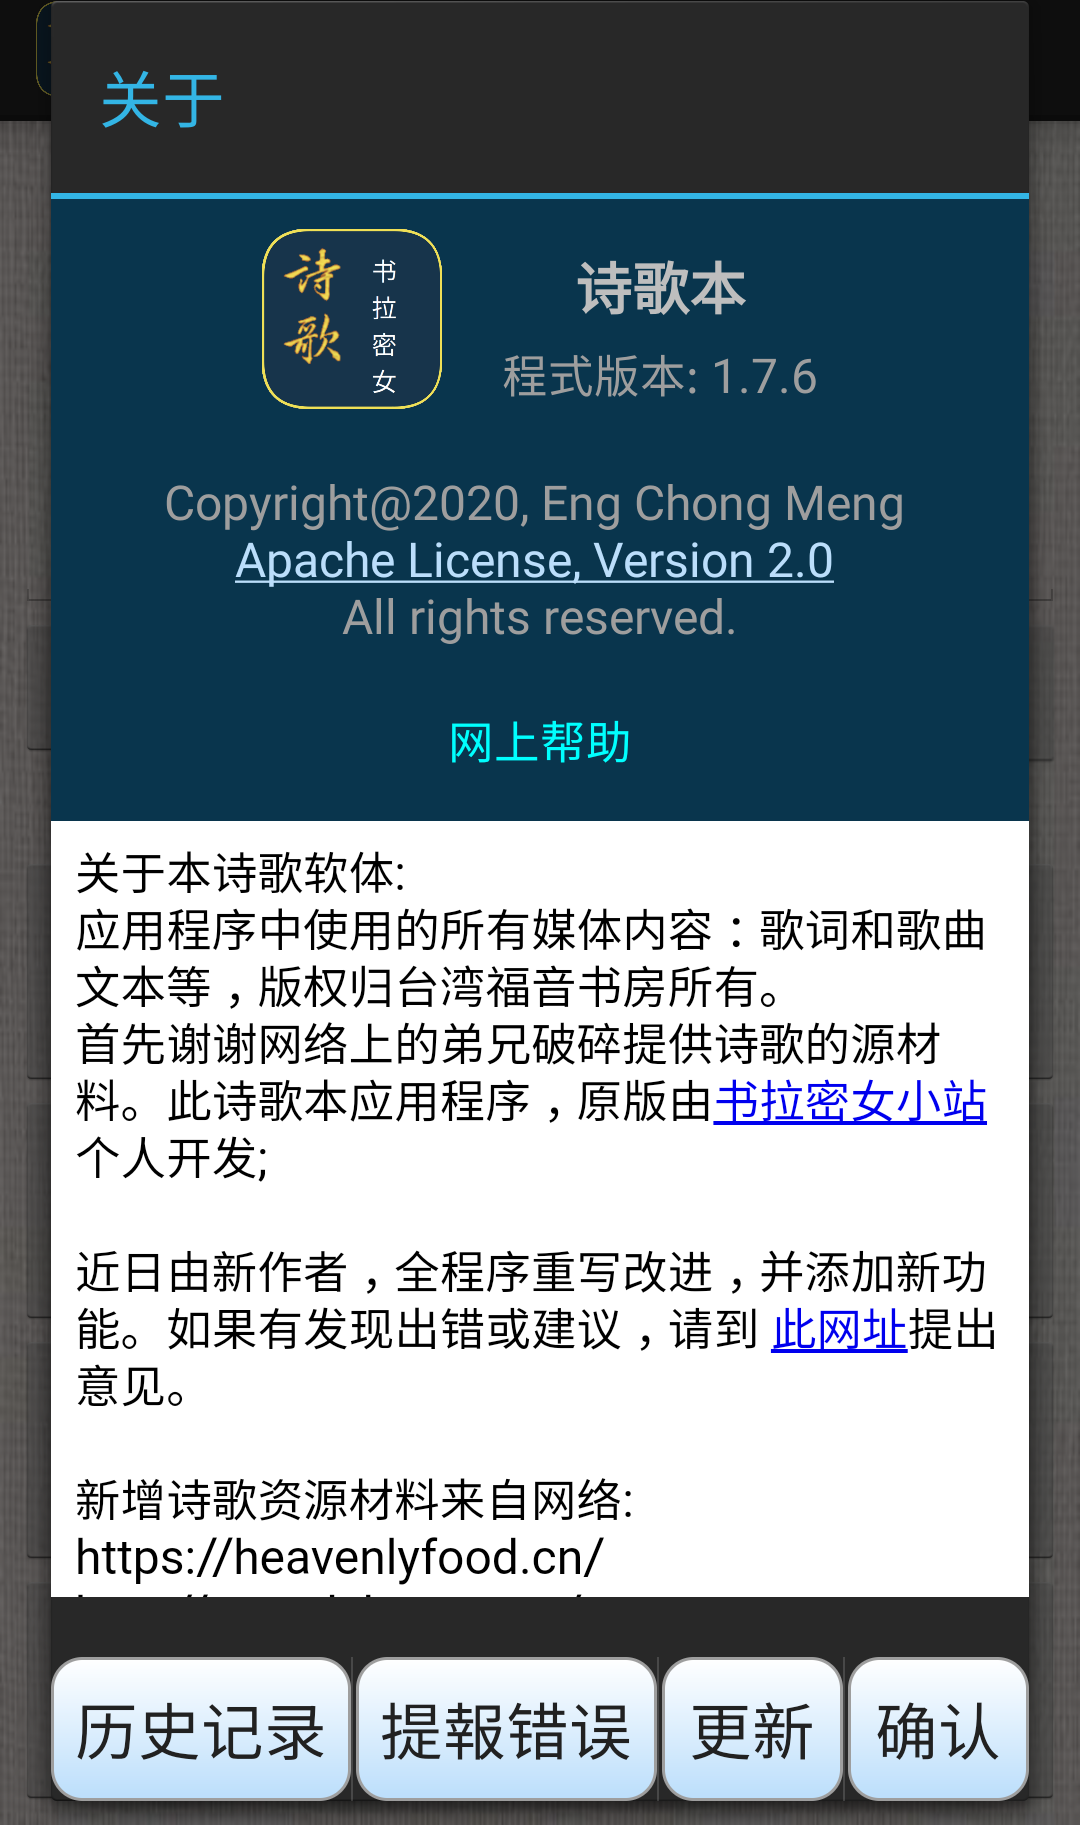 关于
诗歌
书拉密女
诗歌本
程式版本: 1.7.6
Copyright@2020, Eng Chong Meng
Apache License, Version 2.0
All rights reserved.
网上帮助
关于本诗歌软体:
应用程序中使用的所有媒体内容：歌词和歌曲
文本等，版权归台湾福音书房所有。
首先谢谢网络上的弟兄破碎提供诗歌的源材
料。此诗歌本应用程序，原版由书拉密女小站
个人开发;
近日由新作者，全程序重写改进，并添加新功
能。如果有发现出错或建议，请到 此网址提出
意见。
新增诗歌资源材料来自网络:
https://heavenlyfood.cn/
历史记录
提報错误
更新
确认